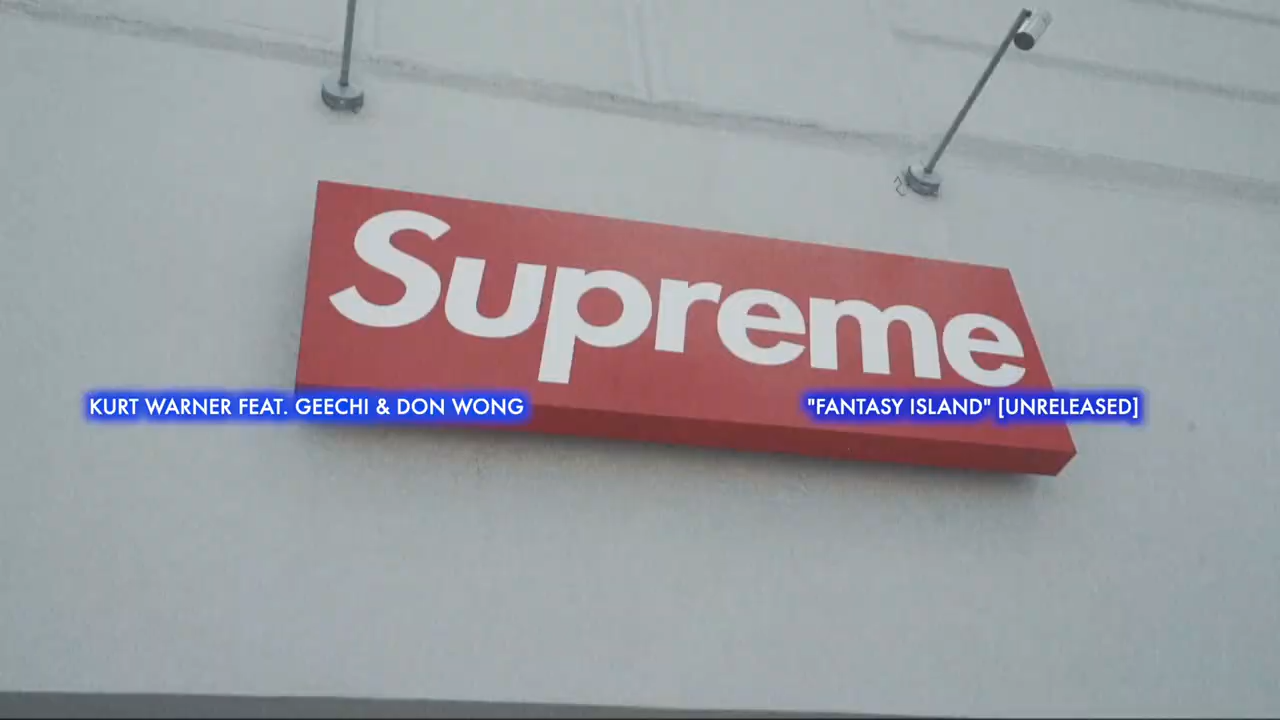 Supreme
KURT WARNER FEAT. GEECHI & DON WONG
"FANTASY ISLAND" [UNRELEASED]